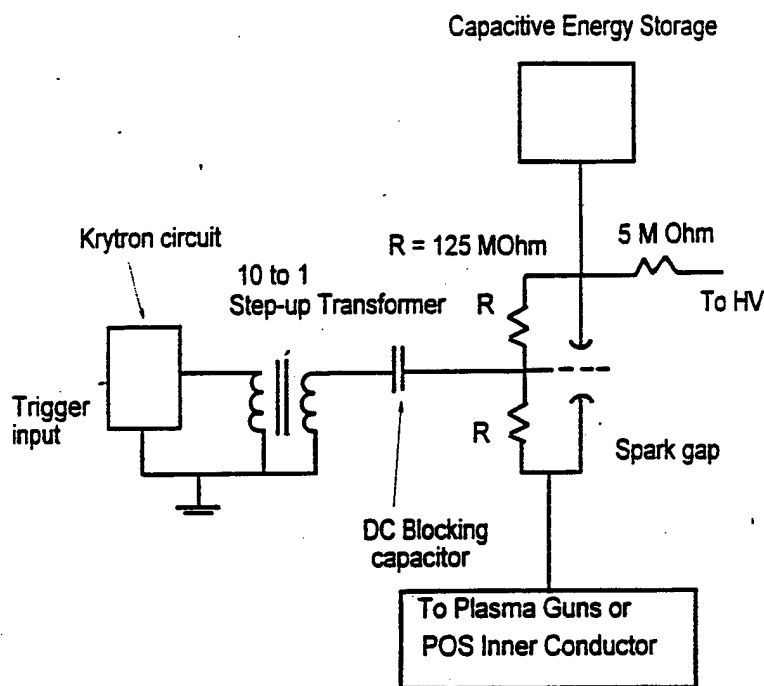 Capacitive Energy Storage
Krytron circuit
R = 125 MOhm
5 M Ohm
10 to 1
Step-up Transformer
To HV
R
Trigger
input
R
Spark gap
DC Blocking
capacitor
To Plasma Guns or
POS Inner Conductor